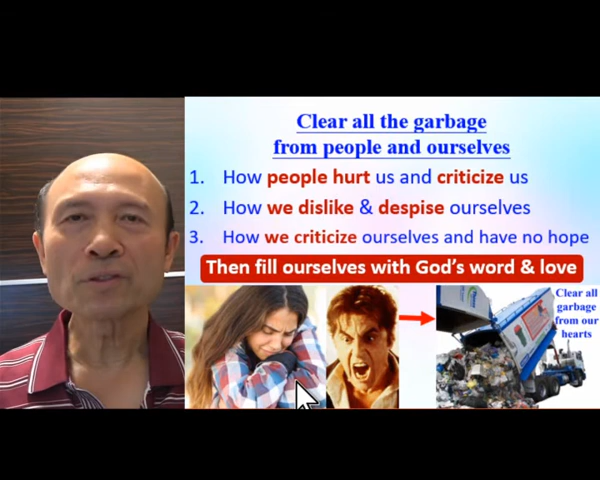 Clear all the garbage
from people and ourselves
1. How people hurt us and criticize us
2. How we dislike & despise ourselves
3. How we criticize ourselves and have no hope
Then fill ourselves with God's word & love
Clear all
garbage
from our
hearts